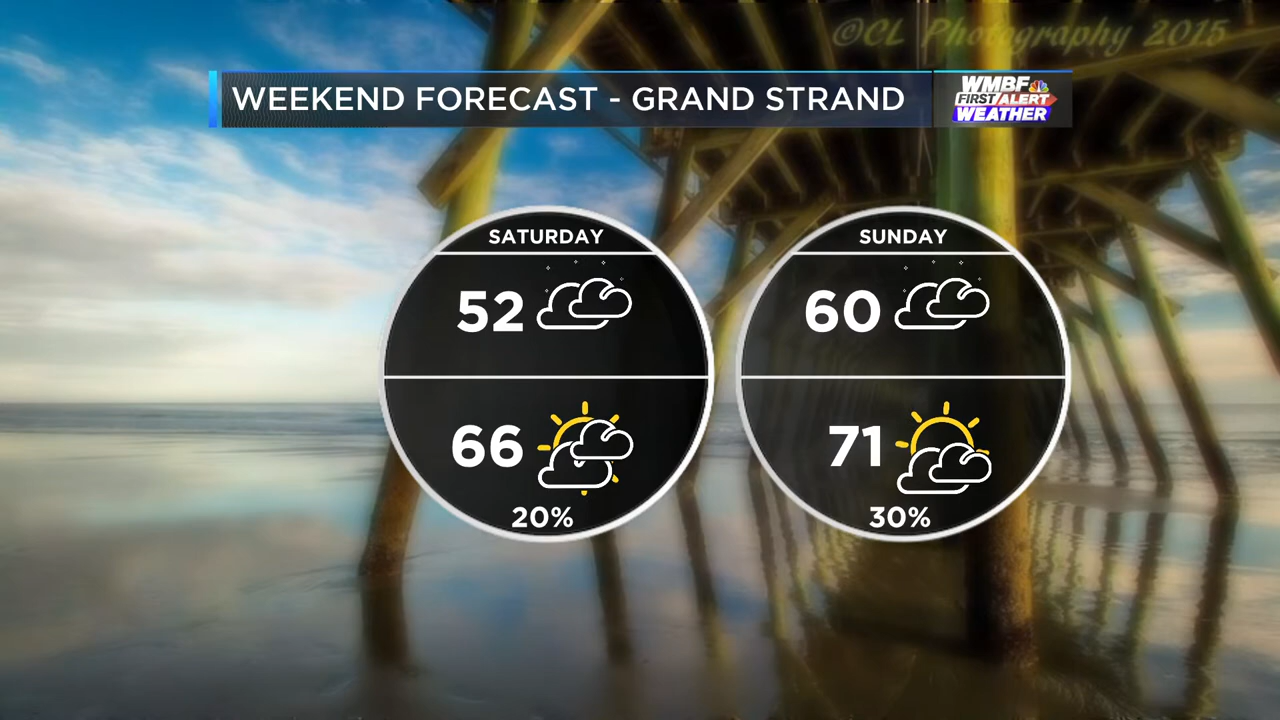 ©CL Photography 2015
WEEKEND FORECAST - GRAND STRAND
WMBF
FIRST ALERT
WEATHER
SATURDAY
52
66
20%
SUNDAY
60
71
30%